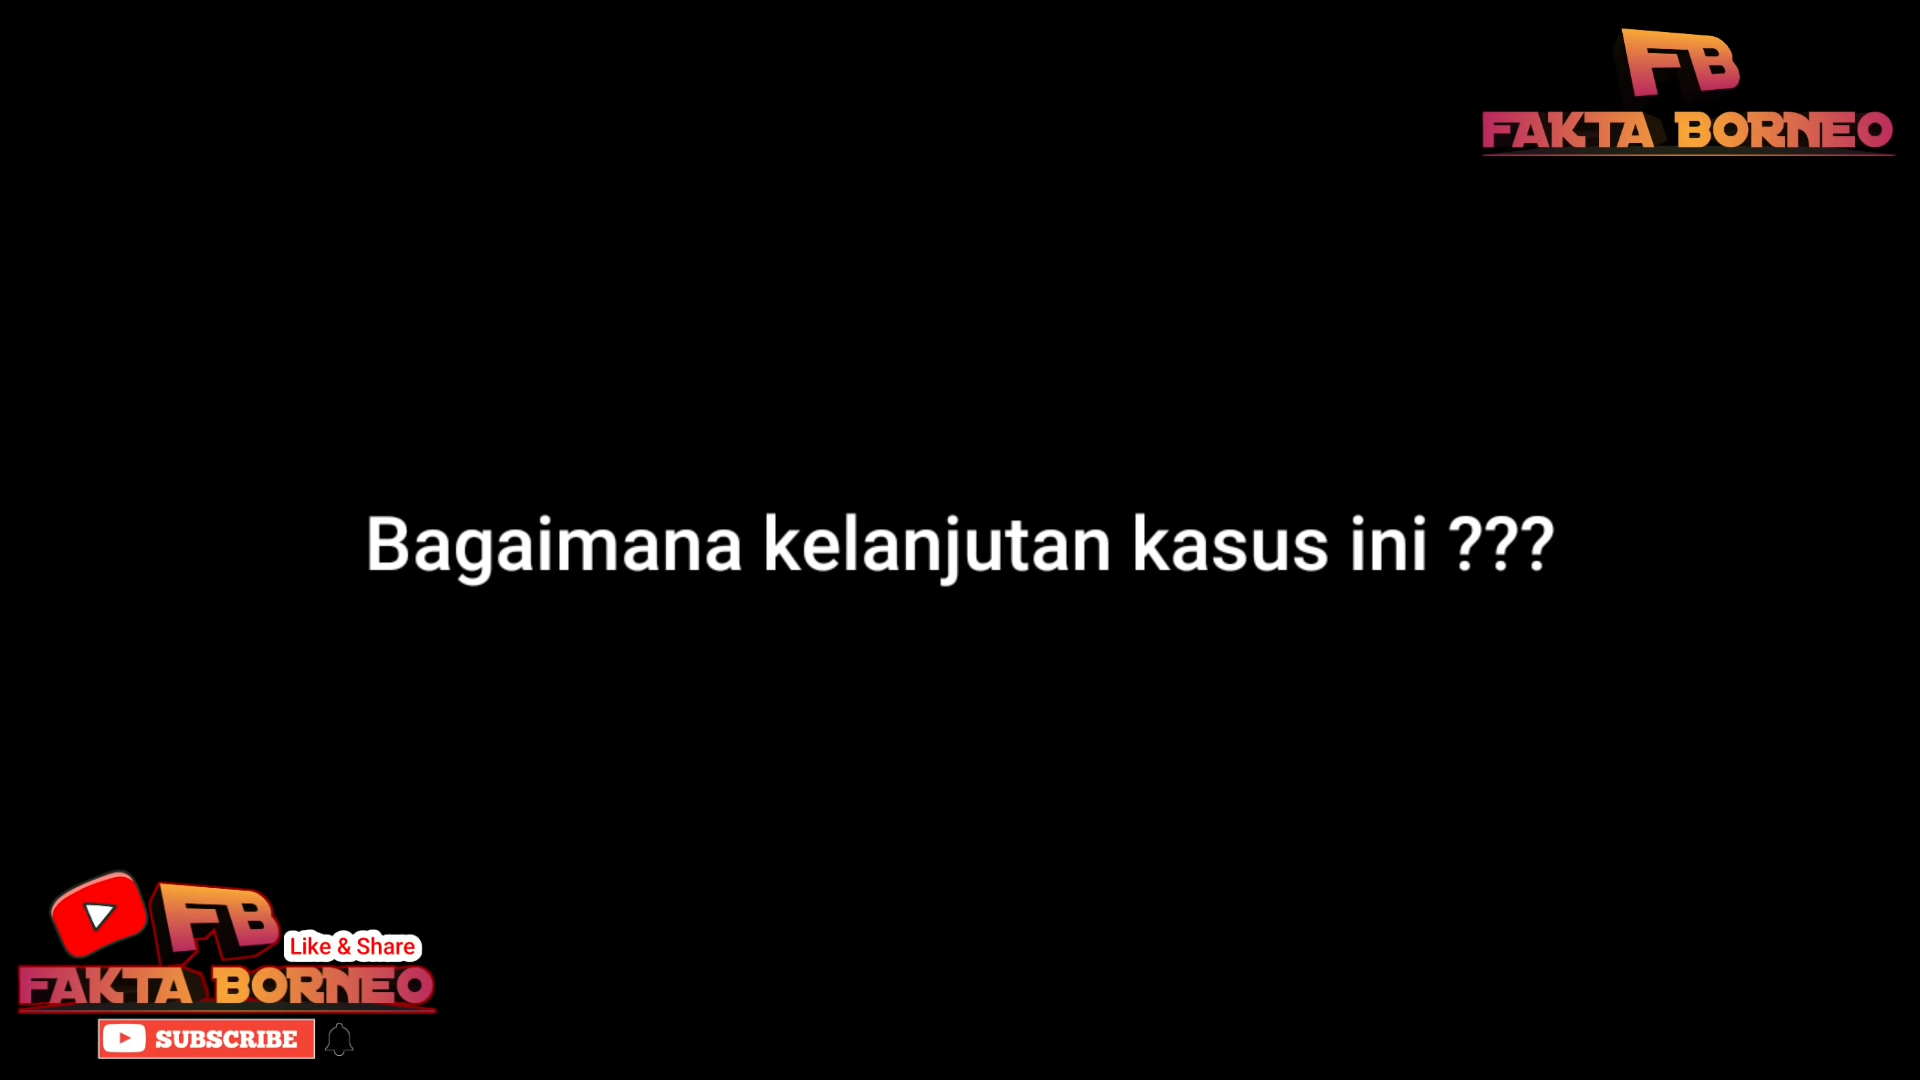 FB
FAKTA BORNEO
Bagaimana kelanjutan kasus ini ???
FB
Like & Share
FAKTA BORNEO
SUBSCRIBE